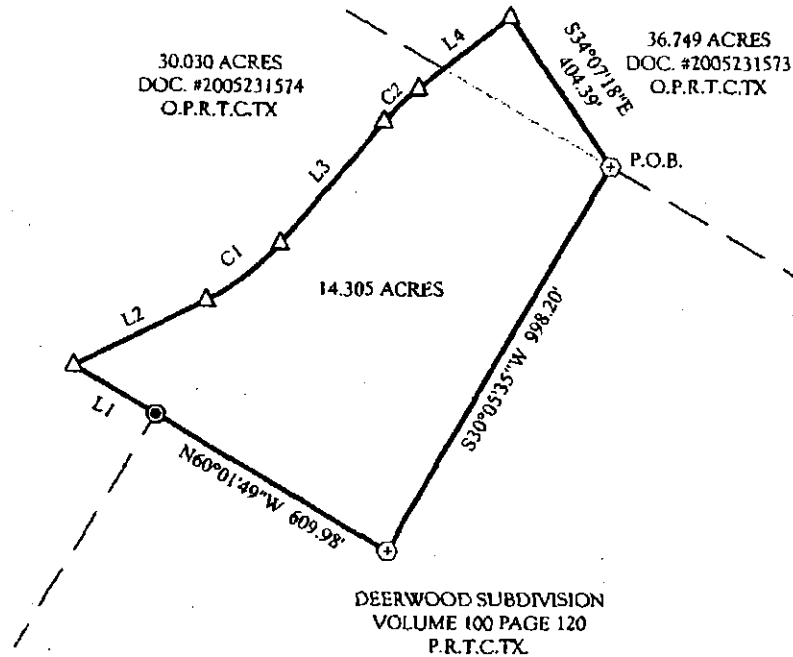 30.030 ACRES
DOC. #2005231574
O.P.R.T.C.TX
L4
S34°07'18"E
404.39'
36.749 ACRES
DOC. #2005231573
O.P.R.T.C.TX
C2
P.O.B.
L3
C1
14.305 ACRES
L2
L1
S30°05'35"W 998.20'
N60°01'49"W 609.98'
DEERWOOD SUBDIVISION
VOLUME 100 PAGE 120
P.R.T.C.TX.